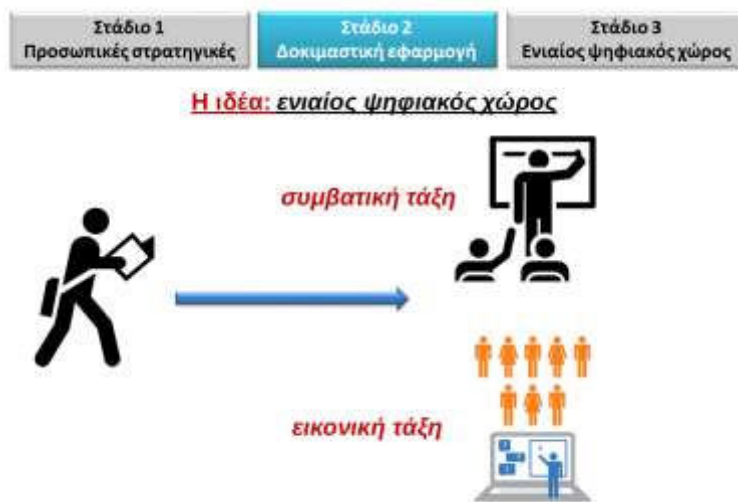 Στάδιο 1
Προσωπικές στρατηγικές
Στάδιο 2
Δοκιμαστική εφαρμογή
Στάδιο 3
Ενιαίος ψηφιακός χώρος
Η ιδέα: ενιαίος ψηφιακός χώρος
συμβατική τάξη
εικονική τάξη